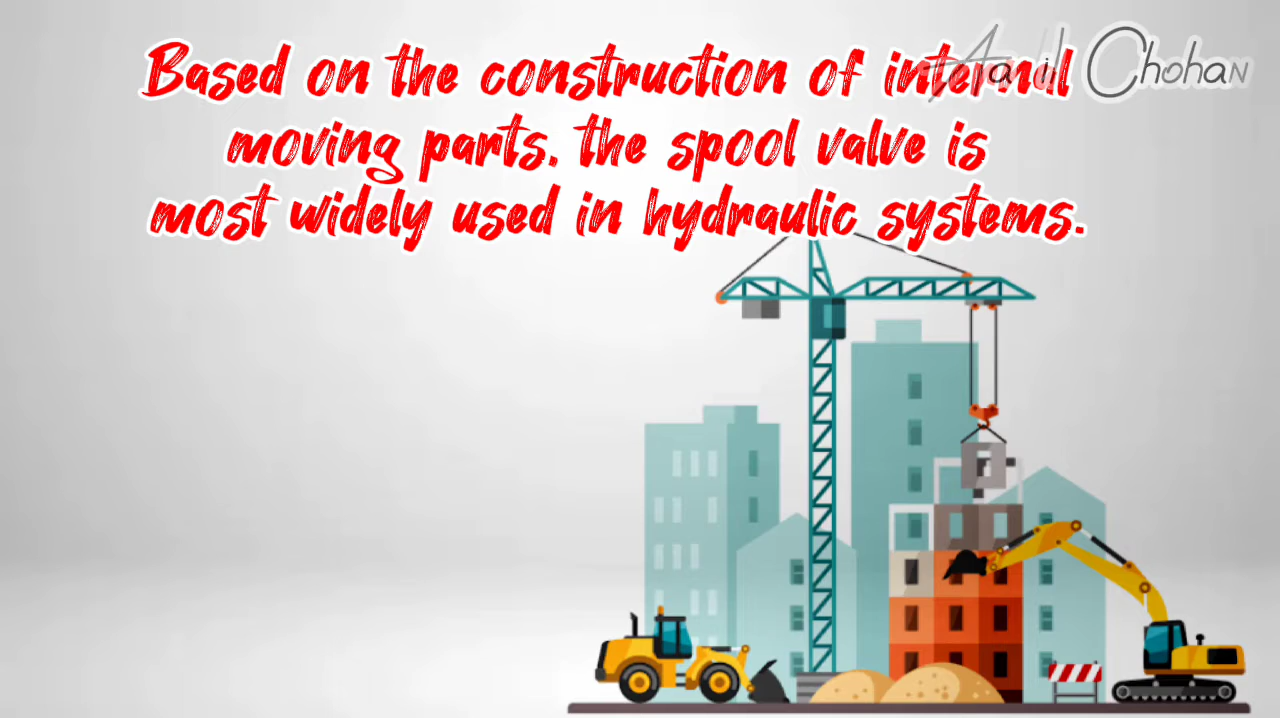 Based on the construction of internal
moving parts, the spool valve is
most widely used in hydraulic systems.
Aadil Chohan